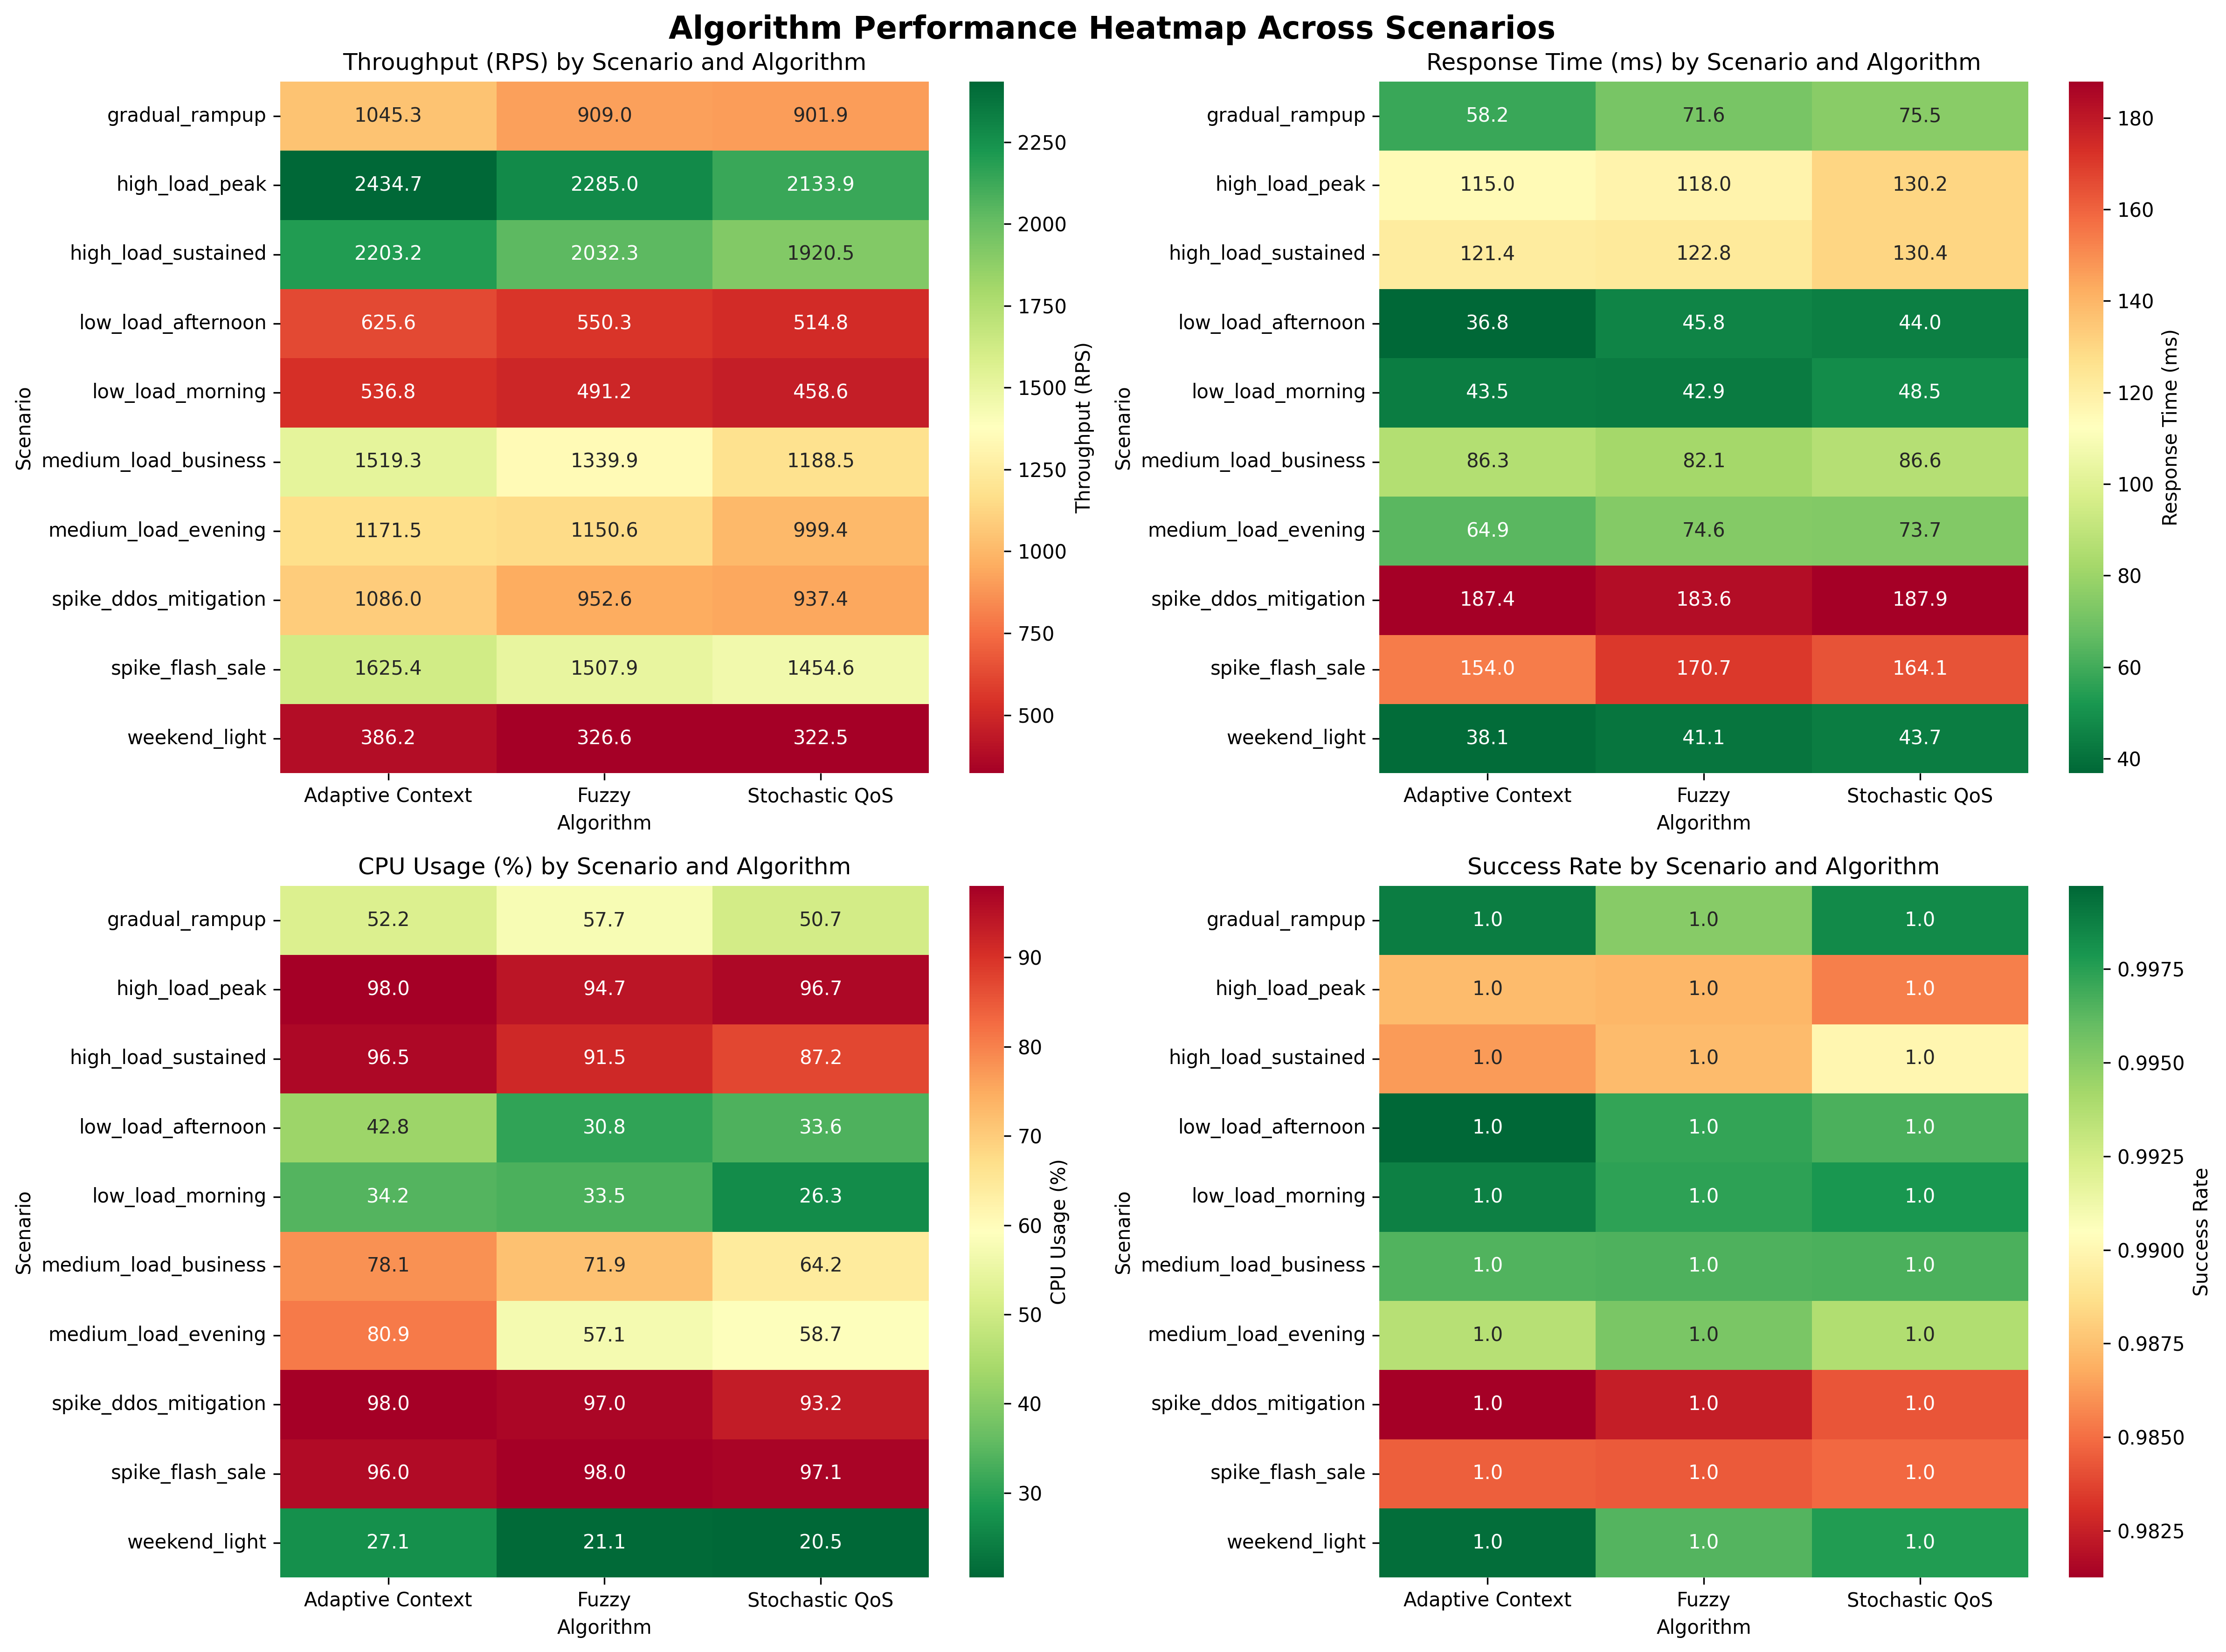 Algorithm Performance Heatmap Across Scenarios
Throughput (RPS) by Scenario and Algorithm
Scenario
gradual_rampup 1045.3 909.0 901.9
high_load_peak 2434.7 2285.0 2133.9
high_load_sustained 2203.2 2032.3 1920.5
low_load_afternoon 625.6 550.3 514.8
low_load_morning 536.8 491.2 458.6
medium_load_business 1519.3 1339.9 1188.5
medium_load_evening 1171.5 1150.6 999.4
spike_ddos_mitigation 1086.0 952.6 937.4
spike_flash_sale 1625.4 1507.9 1454.6
weekend_light 386.2 326.6 322.5
Adaptive Context Fuzzy Stochastic QoS
Algorithm
2250
2000
1750
1500
1250
1000
750
500
Throughput (RPS)
Response Time (ms) by Scenario and Algorithm
Scenario
gradual_rampup 58.2 71.6 75.5
high_load_peak 115.0 118.0 130.2
high_load_sustained 121.4 122.8 130.4
low_load_afternoon 36.8 45.8 44.0
low_load_morning 43.5 42.9 48.5
medium_load_business 86.3 82.1 86.6
medium_load_evening 64.9 74.6 73.7
spike_ddos_mitigation 187.4 183.6 187.9
spike_flash_sale 154.0 170.7 164.1
weekend_light 38.1 41.1 43.7
Adaptive Context Fuzzy Stochastic QoS
Algorithm
180
160
140
120
100
80
60
40
Response Time (ms)
CPU Usage (%) by Scenario and Algorithm
Scenario
gradual_rampup 52.2 57.7 50.7
high_load_peak 98.0 94.7 96.7
high_load_sustained 96.5 91.5 87.2
low_load_afternoon 42.8 30.8 33.6
low_load_morning 34.2 33.5 26.3
medium_load_business 78.1 71.9 64.2
medium_load_evening 80.9 57.1 58.7
spike_ddos_mitigation 98.0 97.0 93.2
spike_flash_sale 96.0 98.0 97.1
weekend_light 27.1 21.1 20.5
Adaptive Context Fuzzy Stochastic QoS
Algorithm
90
80
70
60
50
40
30
CPU Usage (%)
Success Rate by Scenario and Algorithm
Scenario
gradual_rampup 1.0 1.0 1.0
high_load_peak 1.0 1.0 1.0
high_load_sustained 1.0 1.0 1.0
low_load_afternoon 1.0 1.0 1.0
low_load_morning 1.0 1.0 1.0
medium_load_business 1.0 1.0 1.0
medium_load_evening 1.0 1.0 1.0
spike_ddos_mitigation 1.0 1.0 1.0
spike_flash_sale 1.0 1.0 1.0
weekend_light 1.0 1.0 1.0
Adaptive Context Fuzzy Stochastic QoS
Algorithm
0.9975
0.9950
0.9925
0.9900
0.9875
0.9850
0.9825
Success Rate